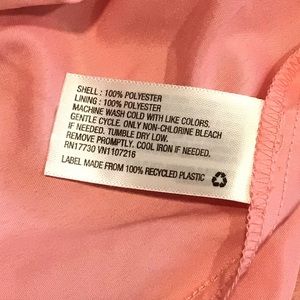 SHELL : 100% POLYESTER
LINING : 100% POLYESTER
MACHINE WASH COLD WITH LIKE COLORS.
GENTLE CYCLE. ONLY NON-CHLORINE BLEACH
IF NEEDED. TUMBLE DRY LOW.
REMOVE PROMPTLY. COOL IRON IF NEEDED.
RN17730 VN1107216
LABEL MADE FROM 100% RECYCLED PLASTIC